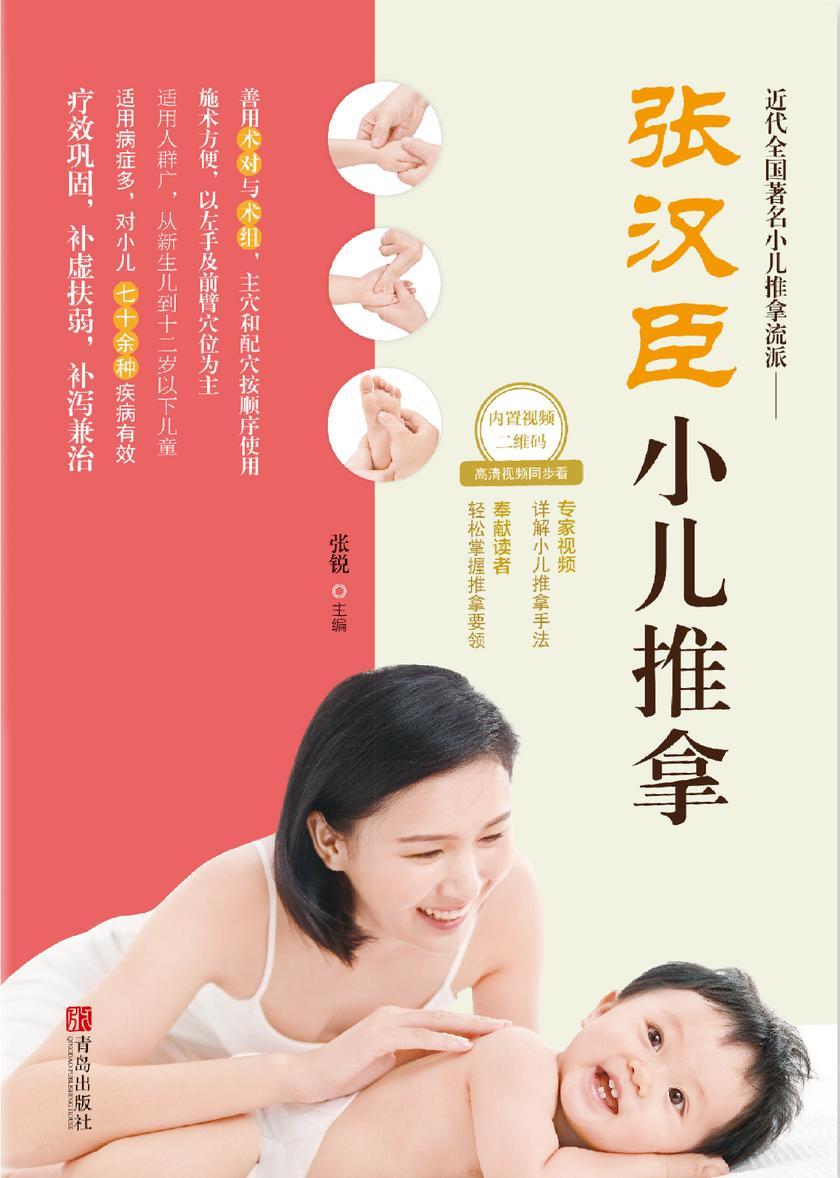 近代全国著名小儿推拿流派——
张汉臣
小儿推拿
内置视频
二维码
高清视频同步看
专家视频
详解小儿推拿手法
奉献读者
轻松掌握推拿要领
张锐◎主编
善用术对与术组，主穴和配穴按顺序使用
施术方便，以左手及前臂穴位为主
适用人群广，从新生儿到十二岁以下儿童
适用病症多，对小儿七十余种疾病有效
疗效巩固，补虚扶弱，补泻兼治
青岛出版社
QINGDAO PUBLISHING HOUSE